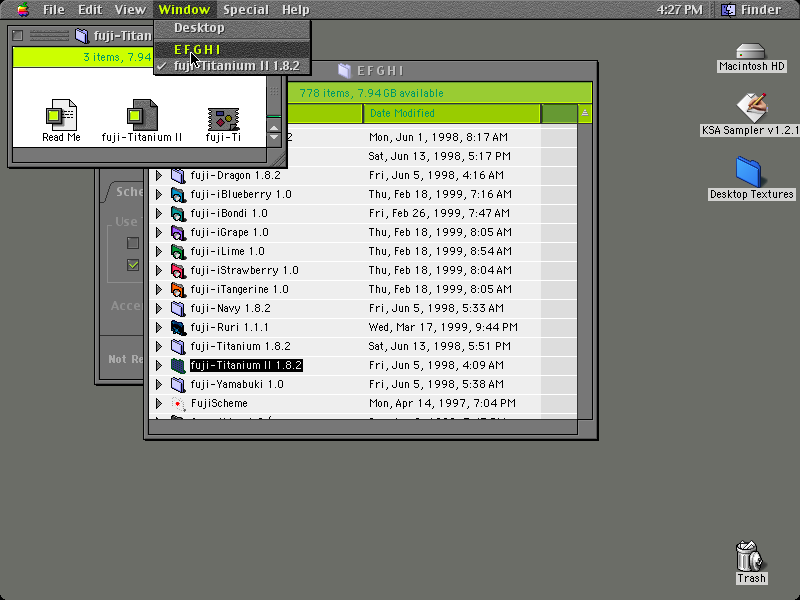 File Edit View Window Special Help 4:27 PM Finder
Desktop
EFGHI
fuji-Titanium II 1.8.2
fuji-Titan
3 items, 7.94
Read Me
fuji-Titanium II
fuji-Ti
EFGHI
778 items, 7.94 GB available
Date Modified
2 Mon, Jun 1, 1998, 8:17 AM
Sat, Jun 13, 1998, 5:17 PM
fuji-Dragon 1.8.2 Fri, Jun 5, 1998, 4:16 AM
fuji-iBlueberry 1.0 Thu, Feb 18, 1999, 7:16 AM
fuji-iBondi 1.0 Fri, Feb 26, 1999, 7:47 AM
fuji-iGrape 1.0 Thu, Feb 18, 1999, 8:05 AM
fuji-iLime 1.0 Thu, Feb 18, 1999, 8:54 AM
fuji-iStrawberry 1.0 Thu, Feb 18, 1999, 8:04 AM
fuji-iTangerine 1.0 Thu, Feb 18, 1999, 8:05 AM
fuji-Navy 1.8.2 Fri, Jun 5, 1998, 5:33 AM
fuji-Ruri 1.1.1 Wed, Mar 17, 1999, 9:44 PM
fuji-Titanium 1.8.2 Sat, Jun 13, 1998, 5:51 PM
fuji-Titanium II 1.8.2 Fri, Jun 5, 1998, 4:09 AM
fuji-Yamabuki 1.0 Fri, Jun 5, 1998, 5:38 AM
FujiScheme Mon, Apr 14, 1997, 7:04 PM
Sche
Use
Acce
Not Re
Macintosh HD
KSA Sampler v1.2.1
Desktop Textures
Trash